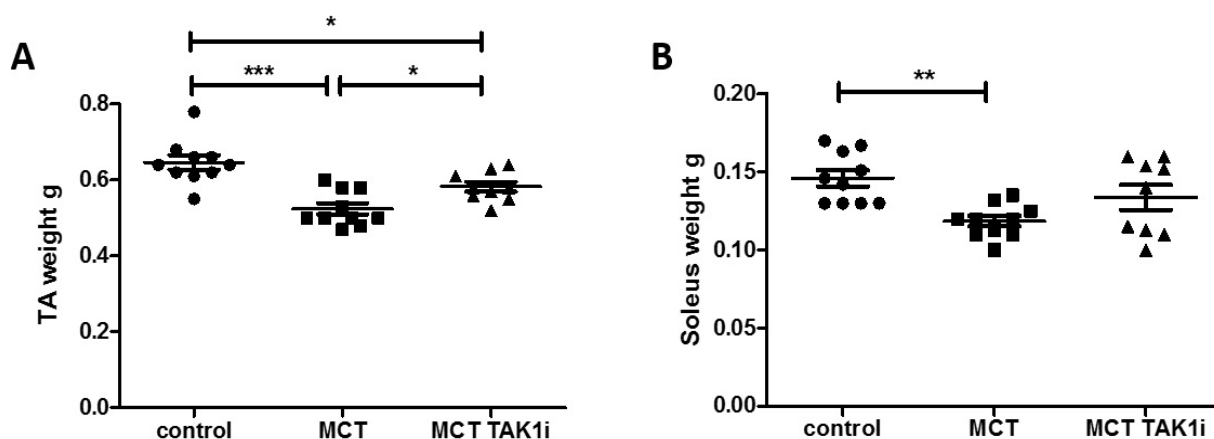 A
*
***
*
TA weight g
0.8
0.6
0.4
0.2
0.0
control MCT MCT TAK1i
B
**
Soleus weight g
0.20
0.15
0.10
0.05
0.00
control MCT MCT TAK1i